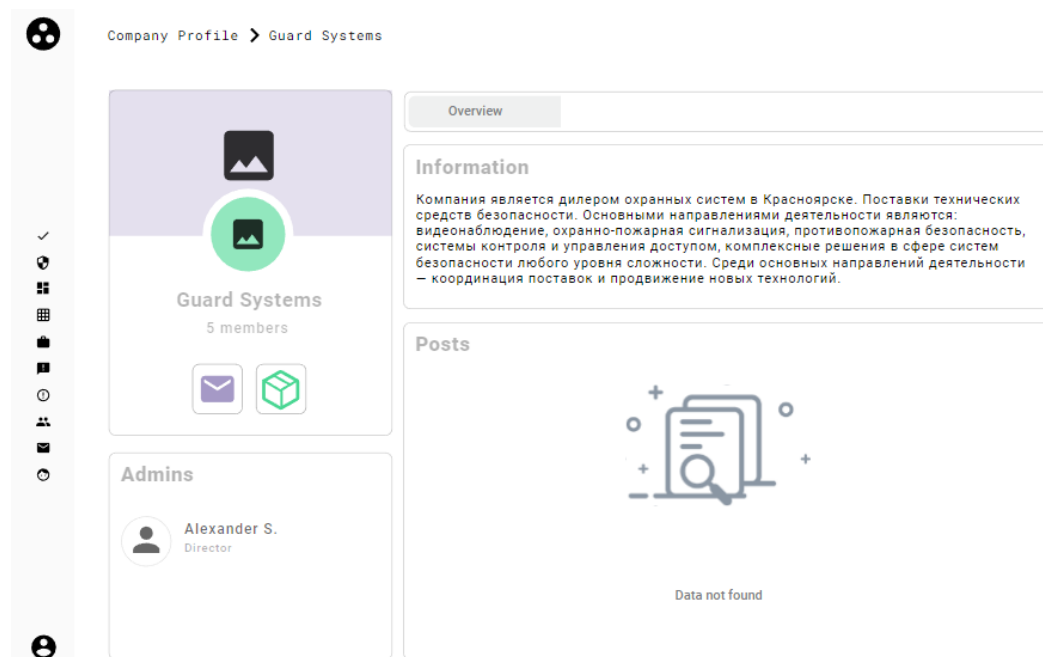 Company Profile
Guard Systems
Overview
Information
Компания является дилером охранных систем в Красноярске. Поставки технических
средств безопасности. Основными направлениями деятельности являются:
видеонаблюдение, охранно-пожарная сигнализация, противопожарная безопасность,
системы контроля и управления доступом, комплексные решения в сфере систем
безопасности любого уровня сложности. Среди основных направлений деятельности
— координация поставок и продвижение новых технологий.
Guard Systems
5 members
Posts
Data not found
Admins
Alexander S.
Director